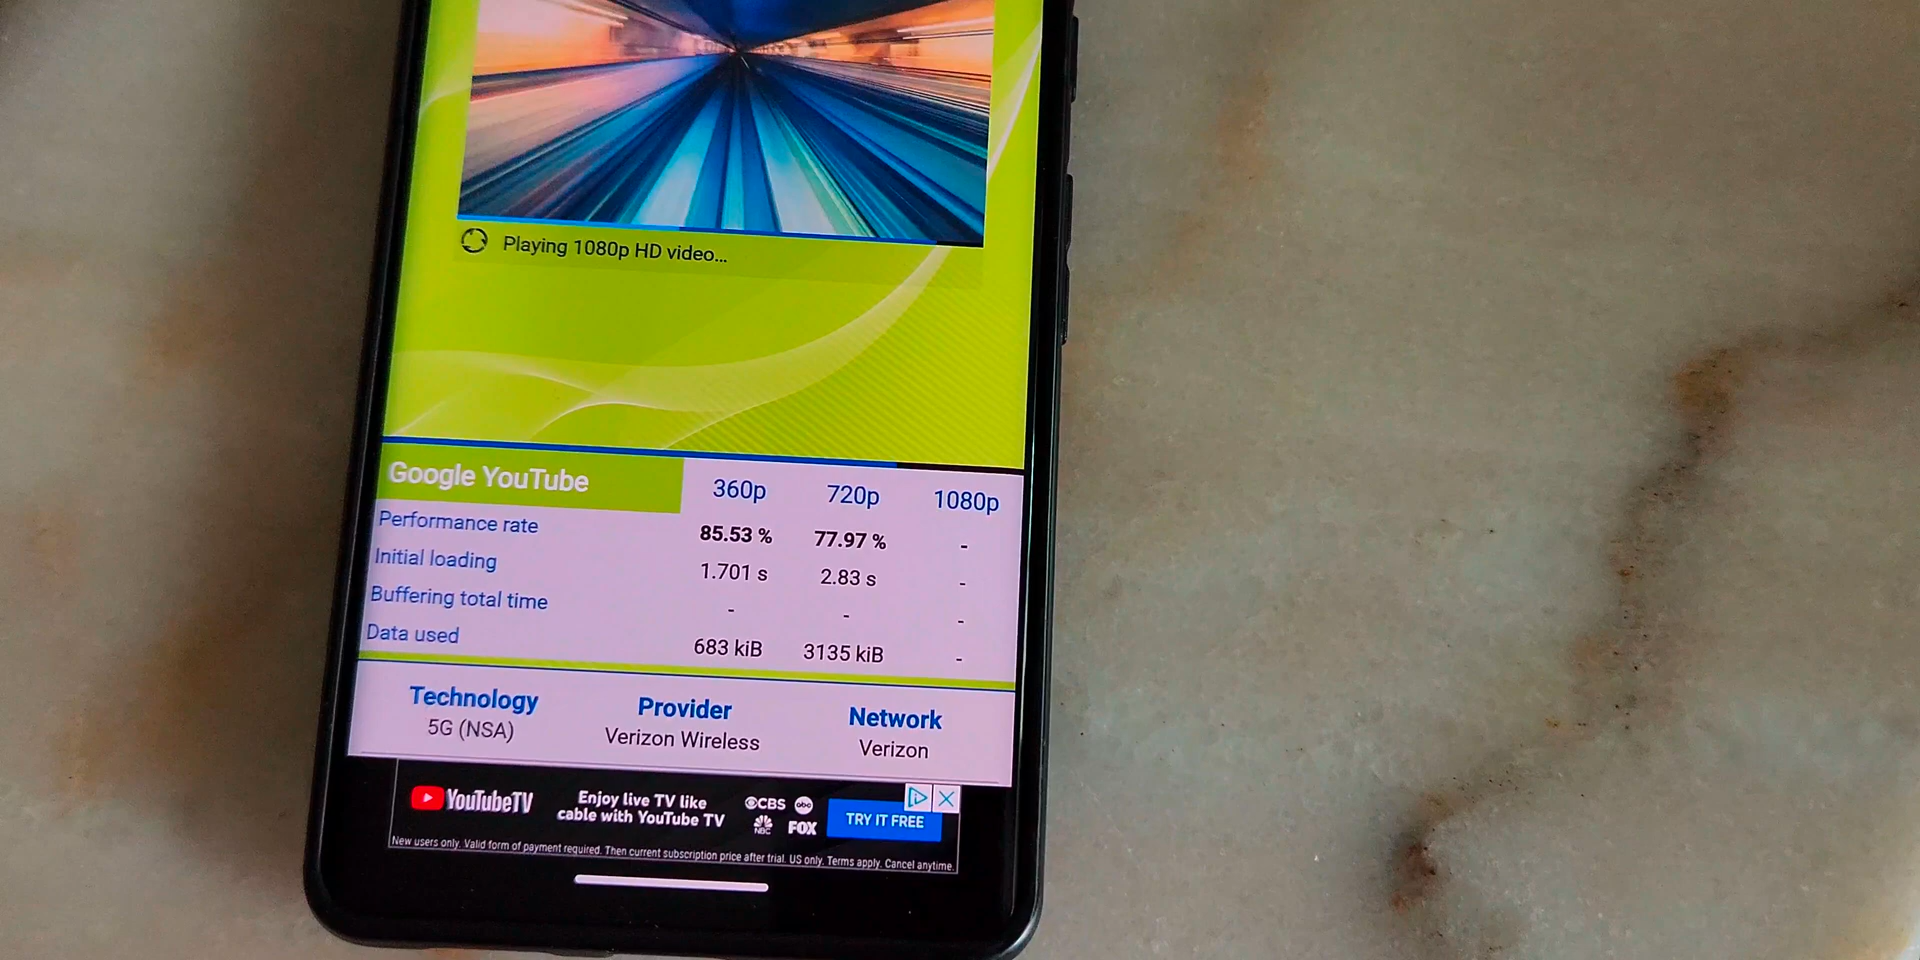 Playing 1080p HD video...
Google YouTube 360p 720p 1080p
Performance rate 85.53 % 77.97 % -
Initial loading 1.701 s 2.83 s -
Buffering total time - - -
Data used 683 kiB 3135 kiB -
Technology Provider Network
5G (NSA) Verizon Wireless Verizon
YouTubeTV
Enjoy live TV like
cable with YouTube TV
CBS abc
NBC FOX
TRY IT FREE
New users only. Valid form of payment required. Then current subscription price after trial. US only. Terms apply. Cancel anytime.